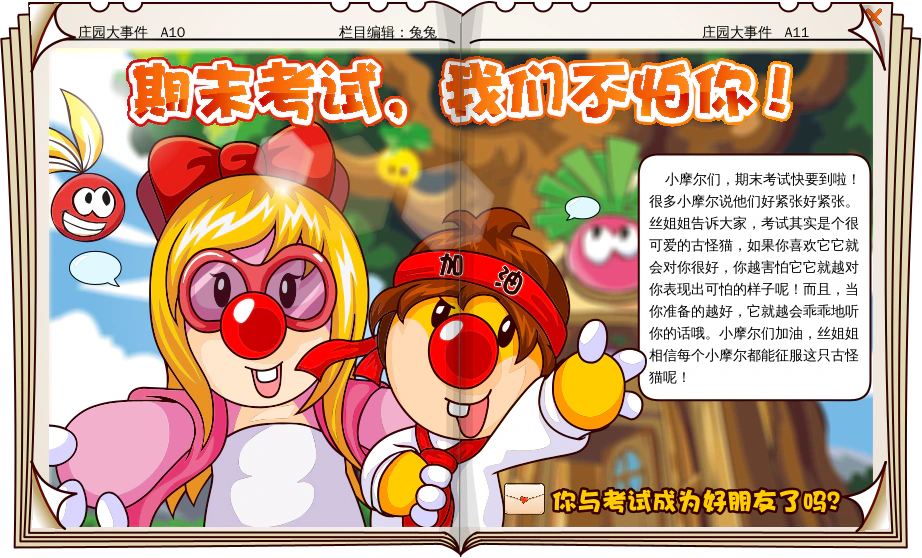 庄园大事件 A10
栏目编辑：兔兔
庄园大事件 A11
期末考试，我们不怕你！
小摩尔们，期末考试快要到啦！
很多小摩尔说他们好紧张好紧张。
丝姐姐告诉大家，考试其实是个很
可爱的古怪猫，如果你喜欢它它就
会对你很好，你越害怕它它就越对
你表现出可怕的样子呢！而且，当
你准备的越好，它就越会乖乖地听
你的话哦。小摩尔们加油，丝姐姐
相信每个小摩尔都能征服这只古怪
猫呢！
加油
你与考试成为好朋友了吗?